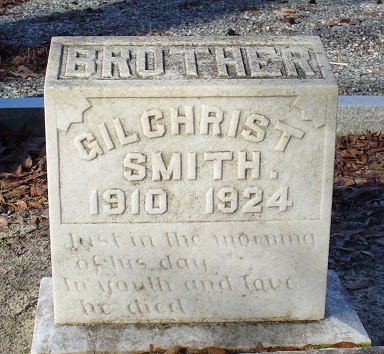 BROTHER
GILCHRIST
SMITH.
1910 1924
Just in the morning
of his day
In youth and love
he died